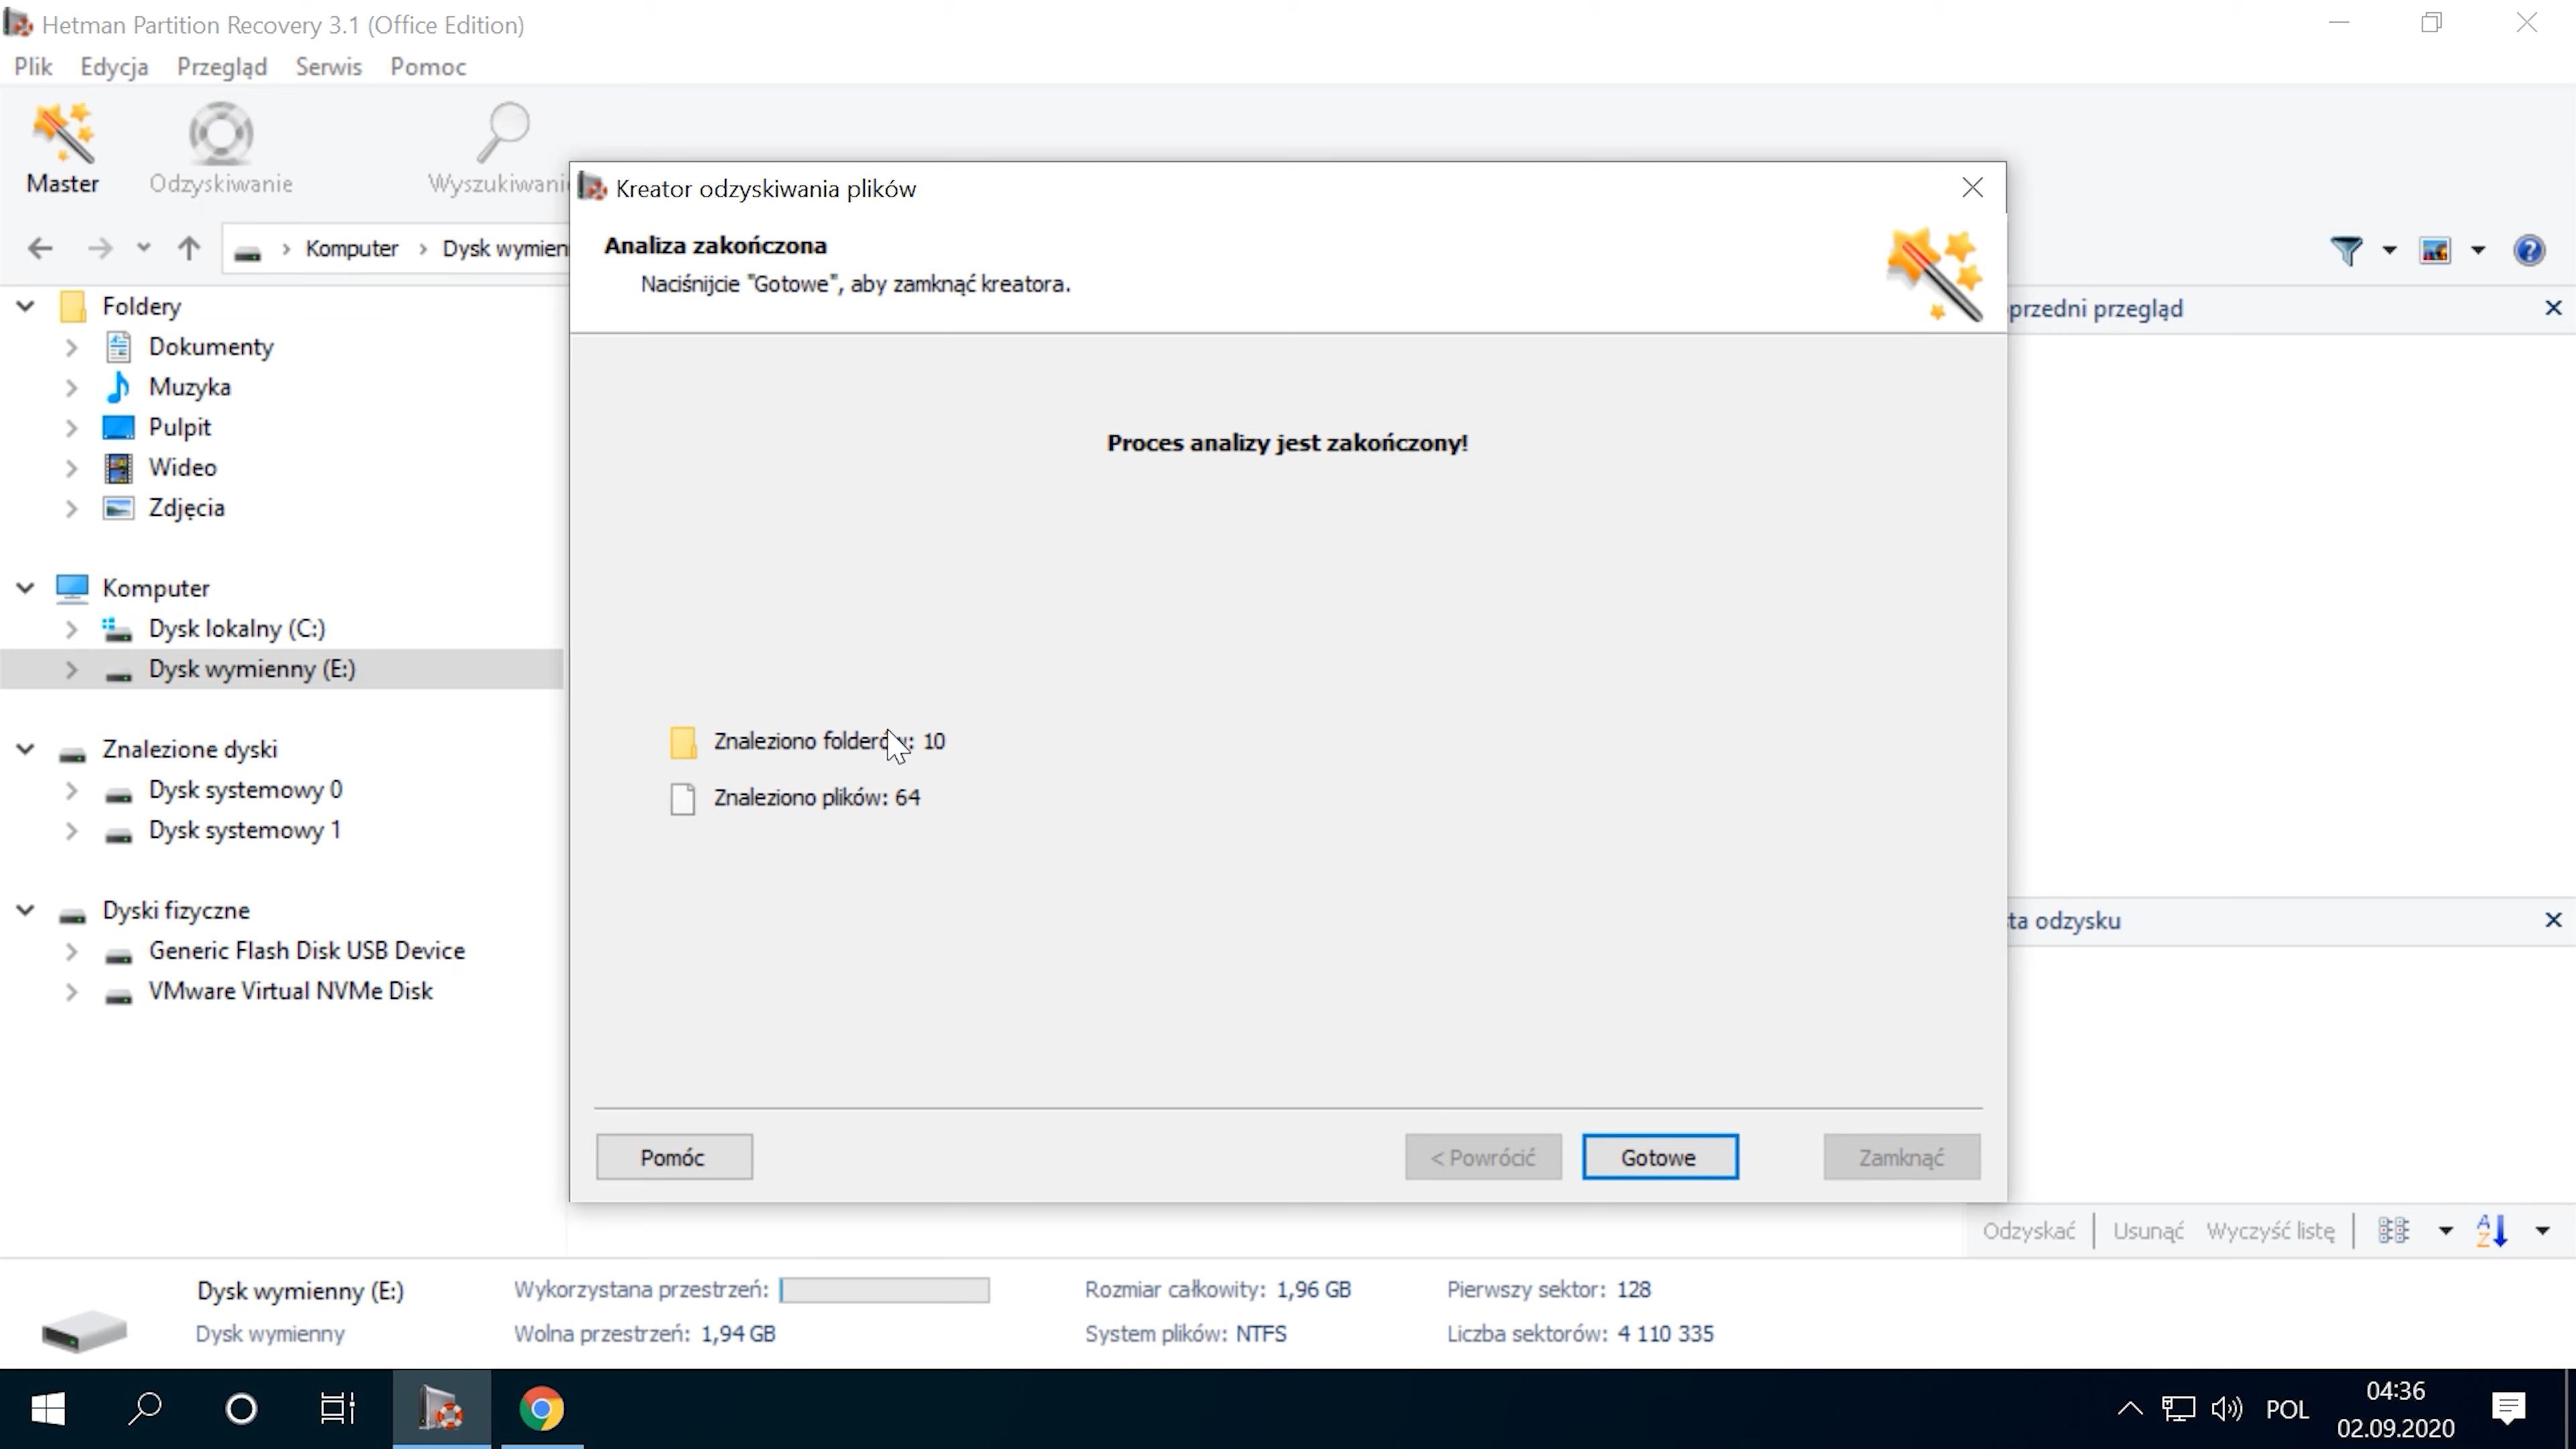 Hetman Partition Recovery 3.1 (Office Edition)
Plik Edycja Przegląd Serwis Pomoc
Master Odzyskiwanie
Komputer Dysk
Kreator odzyskiwania plików
Analiza zakończona
Naciśnijcie "Gotowe", aby zamknąć kreatora.
przegląd
Foldery
Dokumenty
Muzyka
Pulpit
Wideo
Zdjęcia
Komputer
Dysk lokalny (C:)
Dysk wymienny (E:)
Znalezione dyski
Dysk systemowy 0
Dysk systemowy 1
Dyski fizyczne
Generic Flash Disk USB Device
VMware Virtual NVMe Disk
Proces analizy jest zakończony!
Znaleziono folderów: 10
Znaleziono plików: 64
Pomóc < Powrócić Gotowe Zamknąć
odzysku
Odzyskać Usunąć Wyczyść listę
Dysk wymienny (E:) Wykorzystana przestrzeń: Rozmiar całkowity: 1,96 GB Pierwszy sektor: 128
Dysk wymienny Wolna przestrzeń: 1,94 GB System plików: NTFS Liczba sektorów: 4 110 335
POL
04:36
02.09.2020